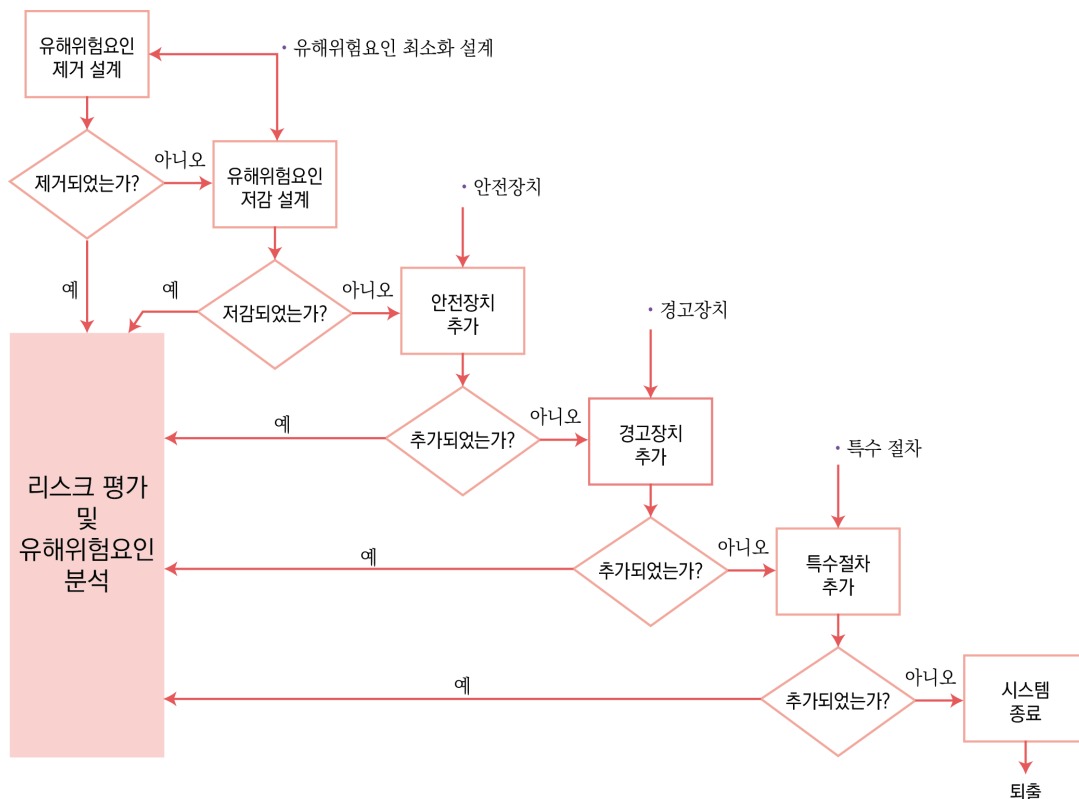 유해위험요인
제거 설계
• 유해위험요인 최소화 설계
제거되었는가?
아니오
유해위험요인
저감 설계
• 안전장치
예
예
저감되었는가?
아니오
안전장치
추가
• 경고장치
예
추가되었는가?
아니오
경고장치
추가
• 특수 절차
리스크 평가
및
유해위험요인
분석
예
추가되었는가?
아니오
특수절차
추가
예
추가되었는가?
아니오
시스템
종료
퇴출